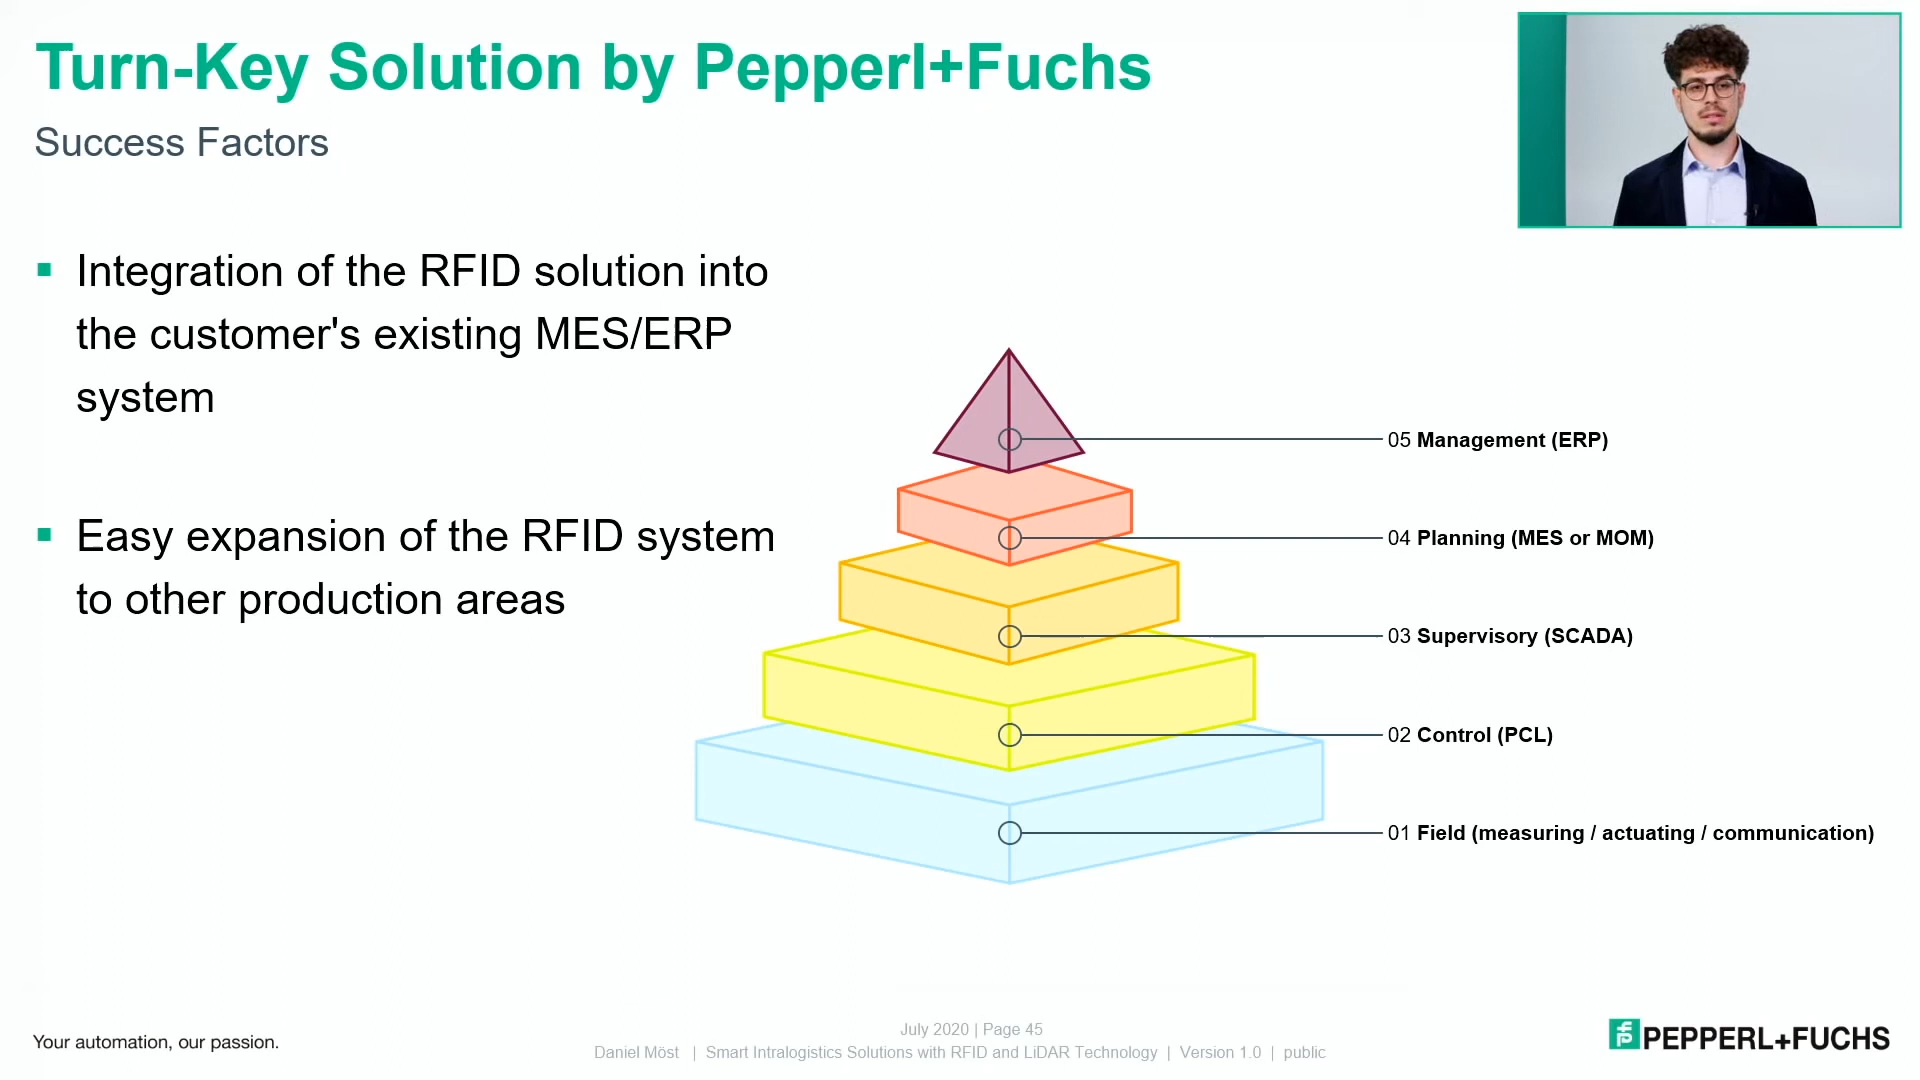 Turn-Key Solution by Pepperl+Fuchs
Success Factors
▪ Integration of the RFID solution into
the customer's existing MES/ERP
system
▪ Easy expansion of the RFID system
to other production areas
05 Management (ERP)
04 Planning (MES or MOM)
03 Supervisory (SCADA)
02 Control (PCL)
01 Field (measuring / actuating / communication)
Your automation, our passion.
July 2020 | Page 45
Daniel Möst | Smart Intralogistics Solutions with RFID and LiDAR Technology | Version 1.0 | public
PEPPERL+FUCHS